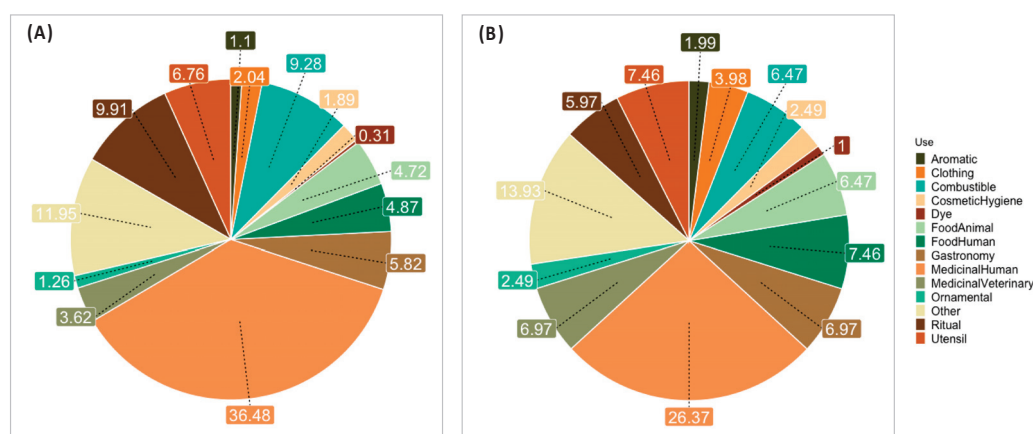 (A)
1.1
2.04
9.28
1.89
0.31
4.72
4.87
5.82
36.48
3.62
1.26
11.95
9.91
6.76
(B)
1.99
3.98
6.47
2.49
1
6.47
7.46
6.97
26.37
6.97
2.49
13.93
5.97
7.46
Use
Aromatic
Clothing
Combustible
CosmeticHygiene
Dye
FoodAnimal
FoodHuman
Gastronomy
MedicinalHuman
MedicinalVeterinary
Ornamental
Other
Ritual
Utensil